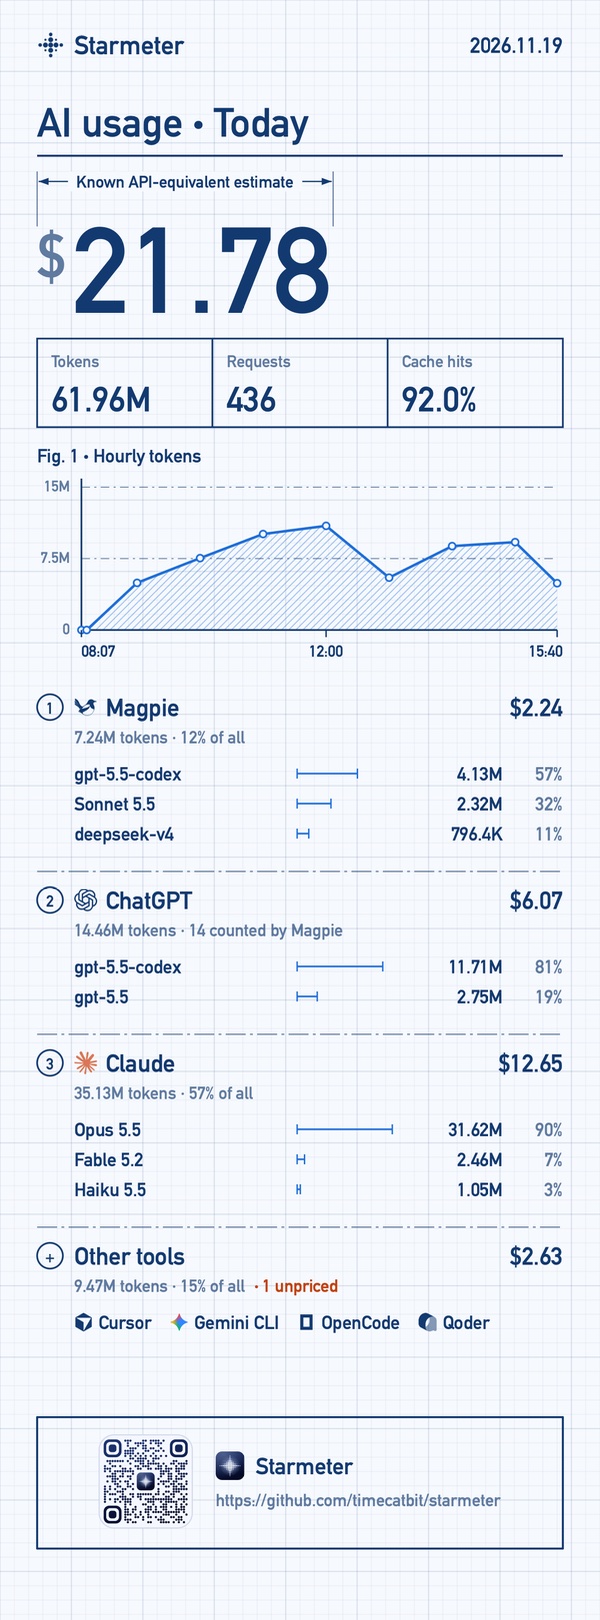 Starmeter 2026.11.19
AI usage • Today
Known API-equivalent estimate
$21.78
Tokens Requests Cache hits
61.96M 436 92.0%
Fig. 1 • Hourly tokens
15M
7.5M
0
08:07 12:00 15:40
1 Magpie $2.24
7.24M tokens · 12% of all
gpt-5.5-codex 4.13M 57%
Sonnet 5.5 2.32M 32%
deepseek-v4 796.4K 11%
2 ChatGPT $6.07
14.46M tokens · 14 counted by Magpie
gpt-5.5-codex 11.71M 81%
gpt-5.5 2.75M 19%
3 Claude $12.65
35.13M tokens · 57% of all
Opus 5.5 31.62M 90%
Fable 5.2 2.46M 7%
Haiku 5.5 1.05M 3%
+ Other tools $2.63
9.47M tokens · 15% of all · 1 unpriced
Cursor Gemini CLI OpenCode Qoder
Starmeter
https://github.com/timecatbit/starmeter